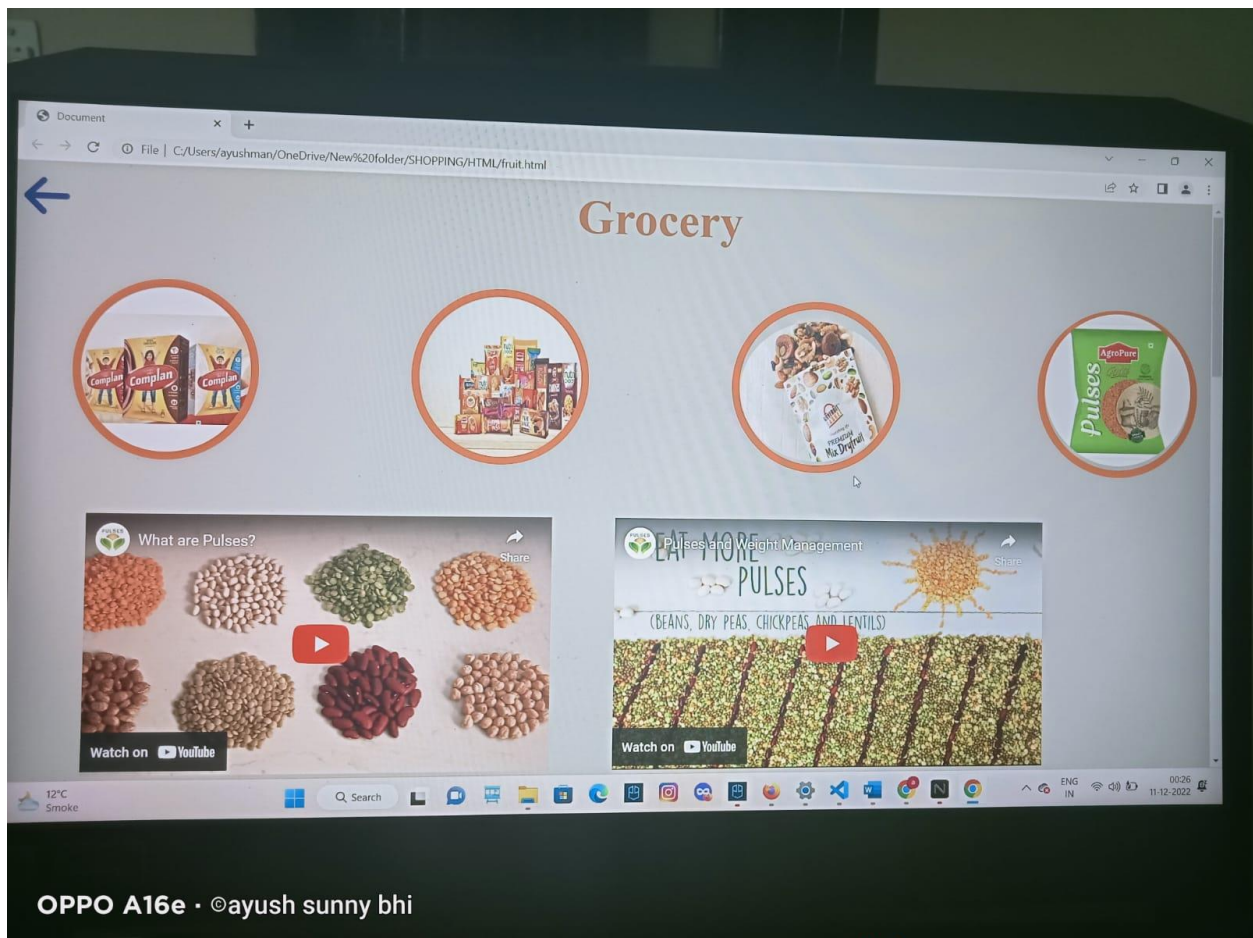 Document
File | C:/Users/ayushman/OneDrive/New%20folder/SHOPPING/HTML/fruit.html
Grocery
Complan
Complan
Complan
PREMIUM
Mix Dryfruit
AgroPure
Pulses
PULSES
What are Pulses?
Share
Watch on YouTube
PULSES
Pulses and Weight Management
Share
EAT MORE
PULSES
(BEANS, DRY PEAS, CHICKPEAS AND LENTILS)
Watch on YouTube
12°C
Smoke
Search
ENG
IN
00:26
11-12-2022
OPPO A16e · ©ayush sunny bhi